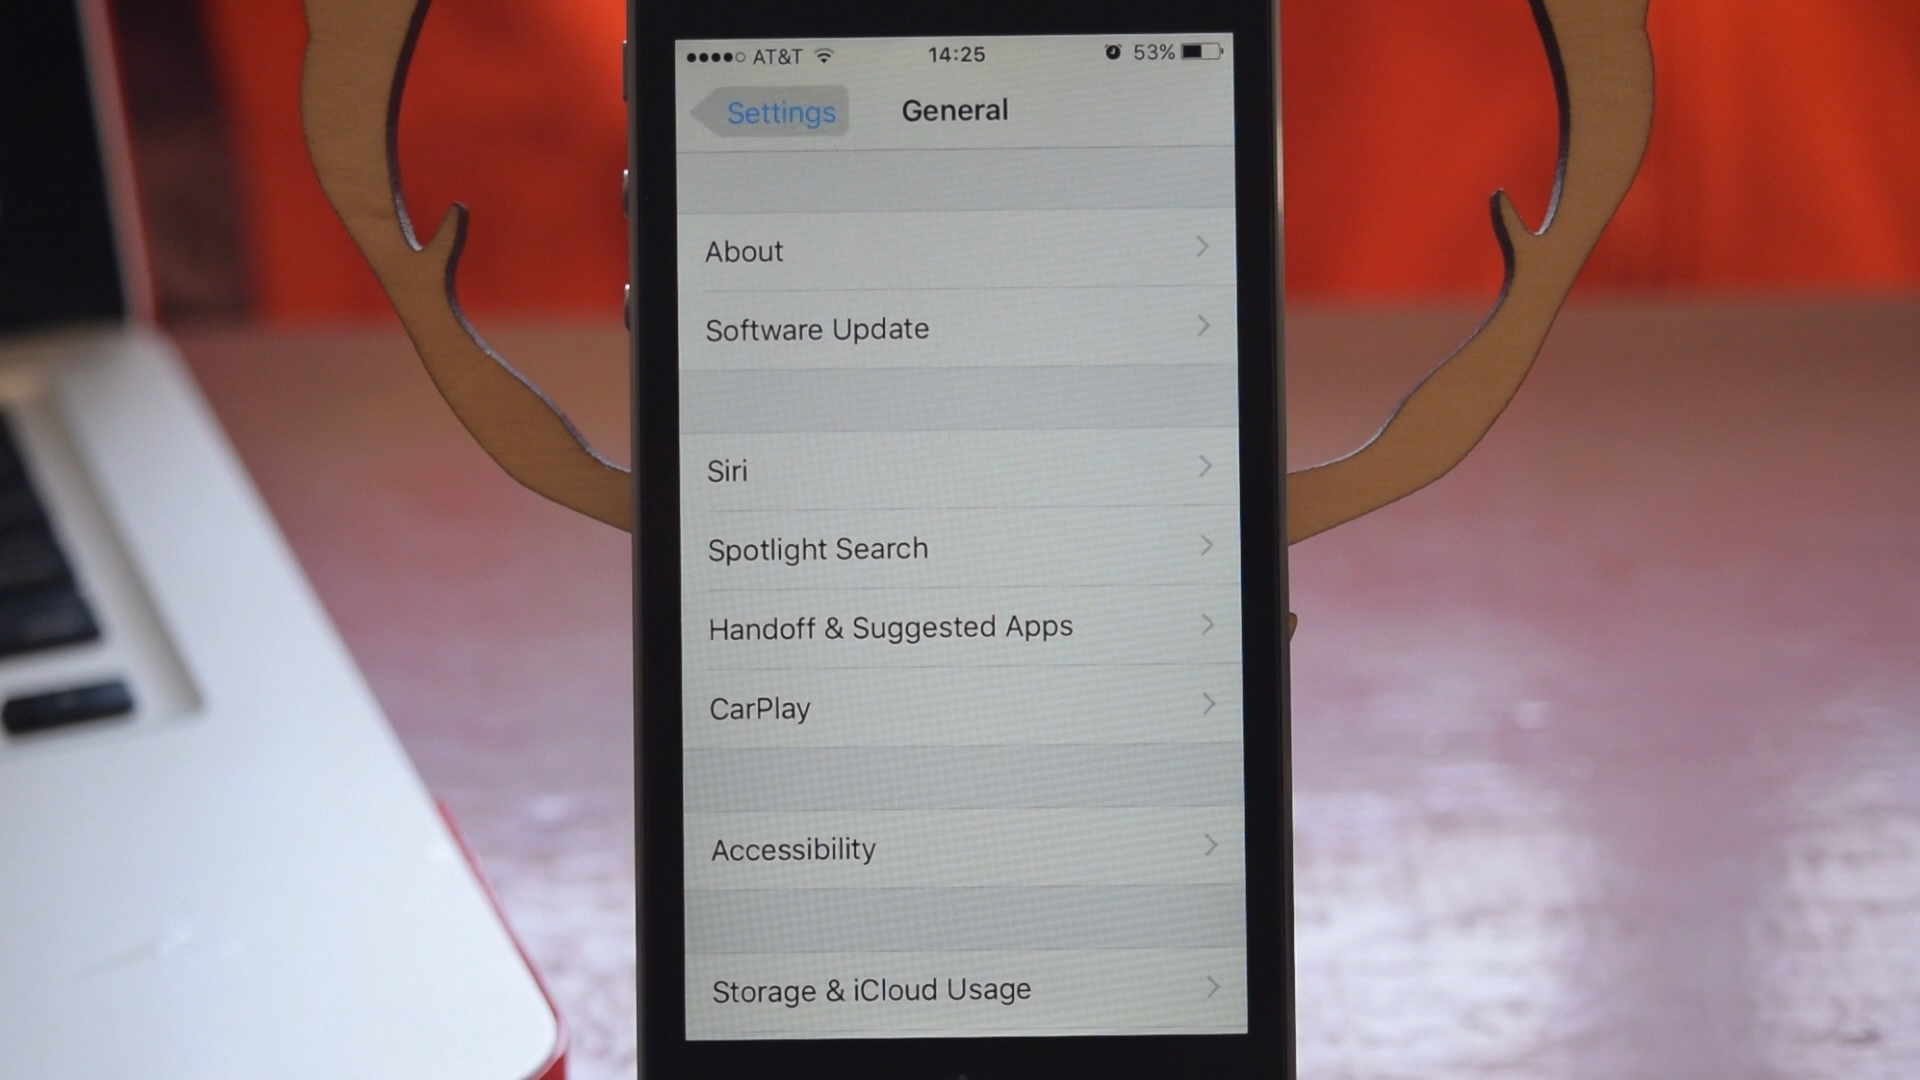 AT&T 14:25 53%
Settings General
About
Software Update
Siri
Spotlight Search
Handoff & Suggested Apps
CarPlay
Accessibility
Storage & iCloud Usage